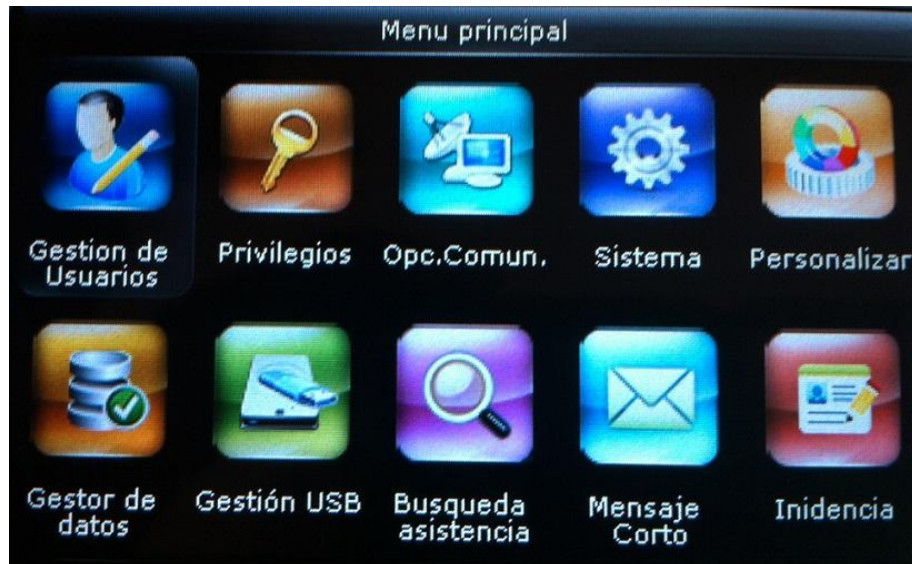 Menu principal
Gestion de
Usuarios
Privilegios
Opc.Comun.
Sistema
Personalizar
Gestor de
datos
Gestión USB
Busqueda
asistencia
Mensaje
Corto
Inidencia